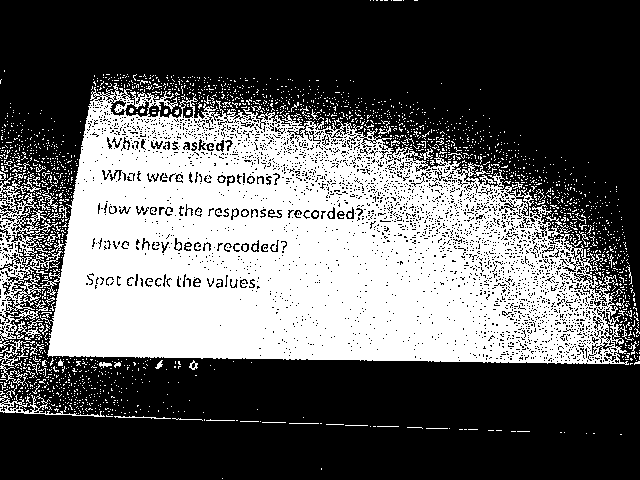 Codebook
What was asked?
What were the options?
How were the responses recorded?
Have they been recoded?
Spot check the values.